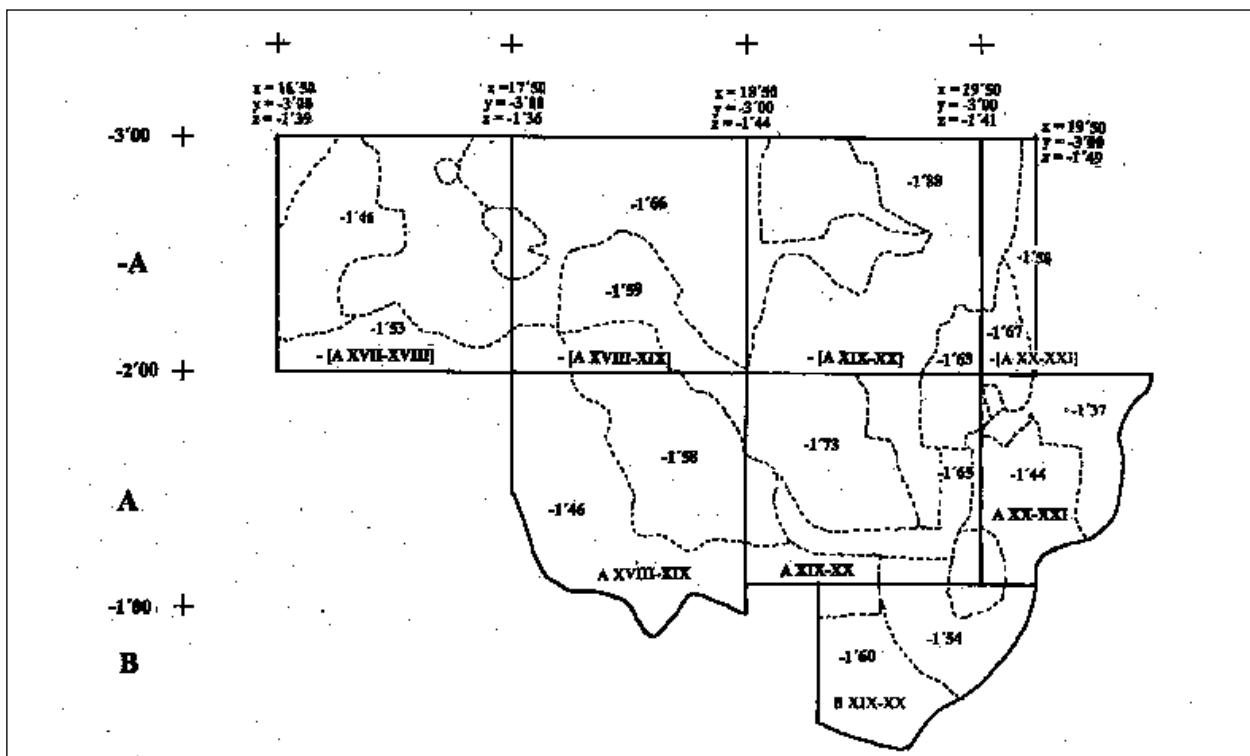 x = 16'50
y = -3'00
z = -1'39
x =17'50
y = -3'00
z = -1'36
x = 18'50
y = -3'00
z = -1'44
x = 29'50
y = -3'00
z = -1'41
x = 19'50
y = -3'00
z = -1'49
-3'00
-1'46
-1'66
-1'88
-A
-1'58
-1'59
-1'53
-1'67
-1'63
- [A XVII-XVIII]
- [A XVIII-XIX]
- [A XIX-XX]
-[A XX-XXI]
-2'00
-1'37
-1'58
-1'73
-1'65
-1'44
A
-1'46
A XX-XXI
A XVIII-XIX
A XIX-XX
-1'00
-1'54
B
-1'60
B XIX-XX